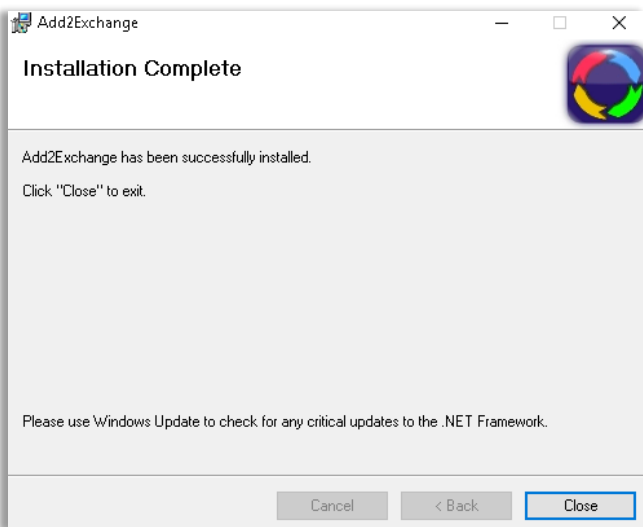 Add2Exchange
Installation Complete
Add2Exchange has been successfully installed.
Click "Close" to exit.
Please use Windows Update to check for any critical updates to the .NET Framework.
Cancel
< Back
Close